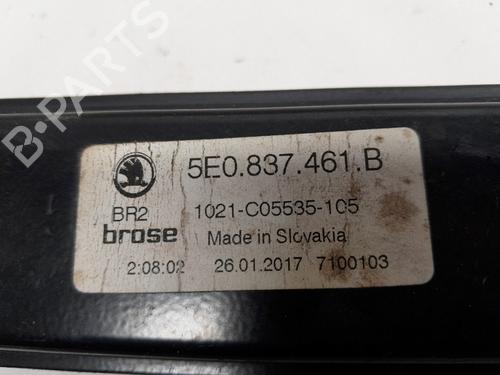 5E0.837.461.B
BR2
1021-C05535-105
brose
Made in Slovakia
2:08:02 26.01.2017 7100103
B-PARTS